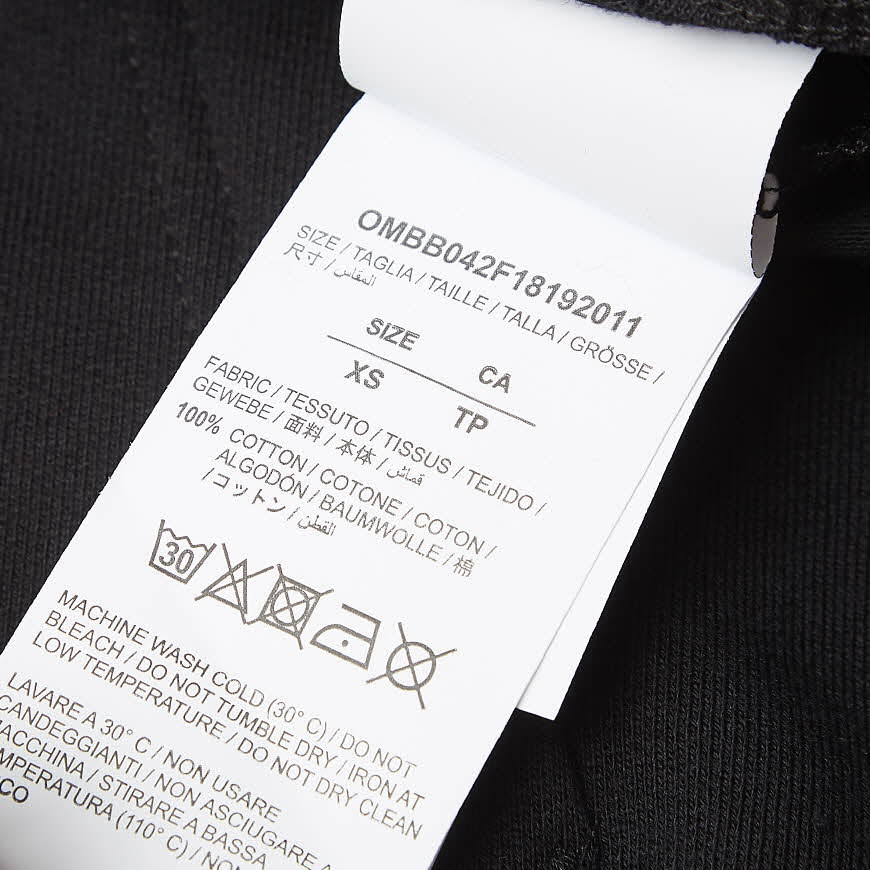 OMBB042F18192011
SIZE / TAGLIA / TAILLE / TALLA / GRÖSSE /
尺寸 / المقاس
SIZE CA
XS TP
FABRIC / TESSUTO / TISSUS / TEJIDO /
GEWEBE / 面料 / 本体 / قماش
100% COTTON / COTONE / COTON /
ALGODÓN / BAUMWOLLE / 棉
/ コットン / القطن
30
MACHINE WASH COLD (30° C) / DO NOT
BLEACH / DO NOT TUMBLE DRY / IRON AT
LOW TEMPERATURE / DO NOT DRY CLEAN
LAVARE A 30° C / NON USARE
CANDEGGIANTI / NON ASCIUGARE A
MACCHINA / STIRARE A BASSA
TEMPERATURA (110° C) / NON